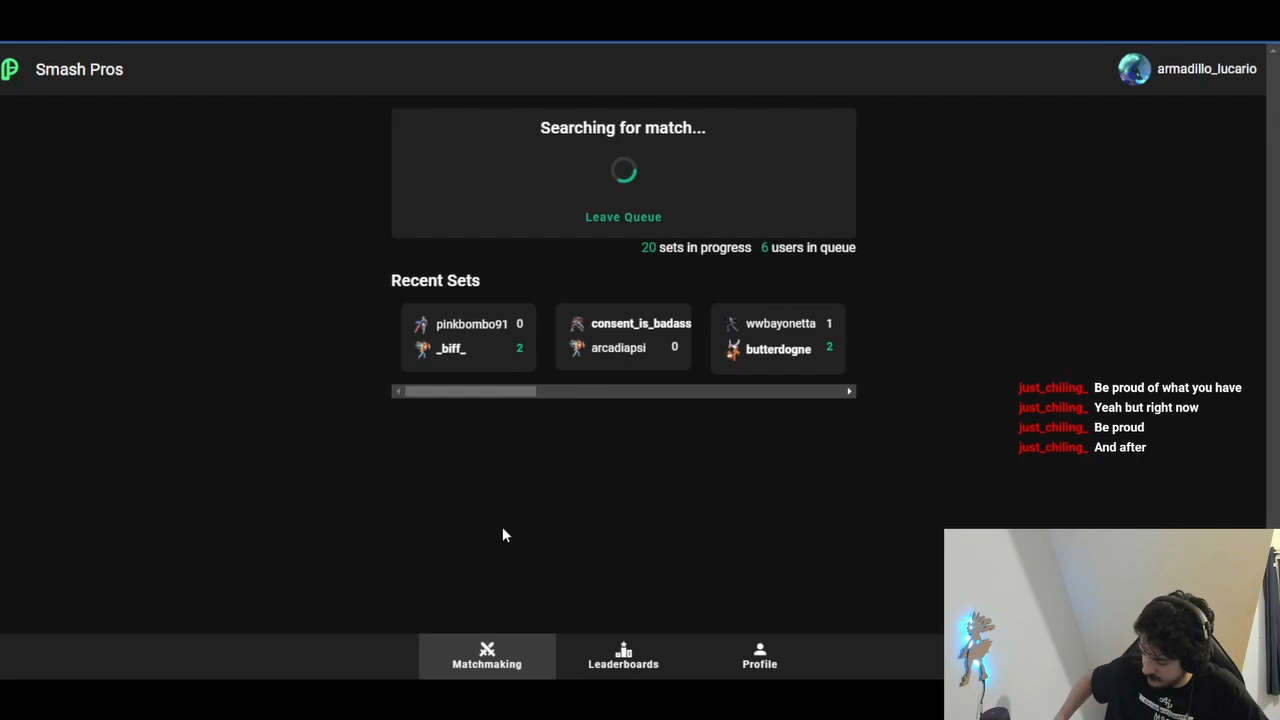 Smash Pros
armadillo_lucario
Searching for match...
Leave Queue
20 sets in progress 6 users in queue
Recent Sets
pinkbombo91 0
_biff_ 2
consent_is_badass
arcadiapsi 0
wwbayonetta 1
butterdogne 2
just_chiling_ Be proud of what you have
just_chiling_ Yeah but right now
just_chiling_ Be proud
just_chiling_ And after
Matchmaking
Leaderboards
Profile